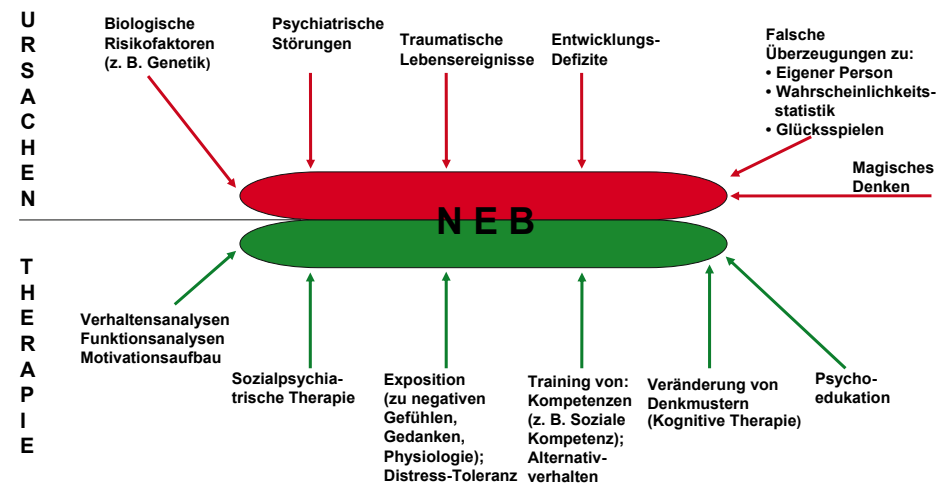 URSACHEN
Biologische
Risikofaktoren
(z. B. Genetik)
Psychiatrische
Störungen
Traumatische
Lebensereignisse
Entwicklungs-
Defizite
Falsche
Überzeugungen zu:
• Eigener Person
• Wahrscheinlichkeits-
statistik
• Glücksspielen
Magisches
Denken
N E B
THERAPIE
Verhaltensanalysen
Funktionsanalysen
Motivationsaufbau
Sozialpsychia-
trische Therapie
Exposition
(zu negativen
Gefühlen,
Gedanken,
Physiologie);
Distress-Toleranz
Training von:
Kompetenzen
(z. B. Soziale
Kompetenz);
Alternativ-
verhalten
Veränderung von
Denkmustern
(Kognitive Therapie)
Psycho-
edukation